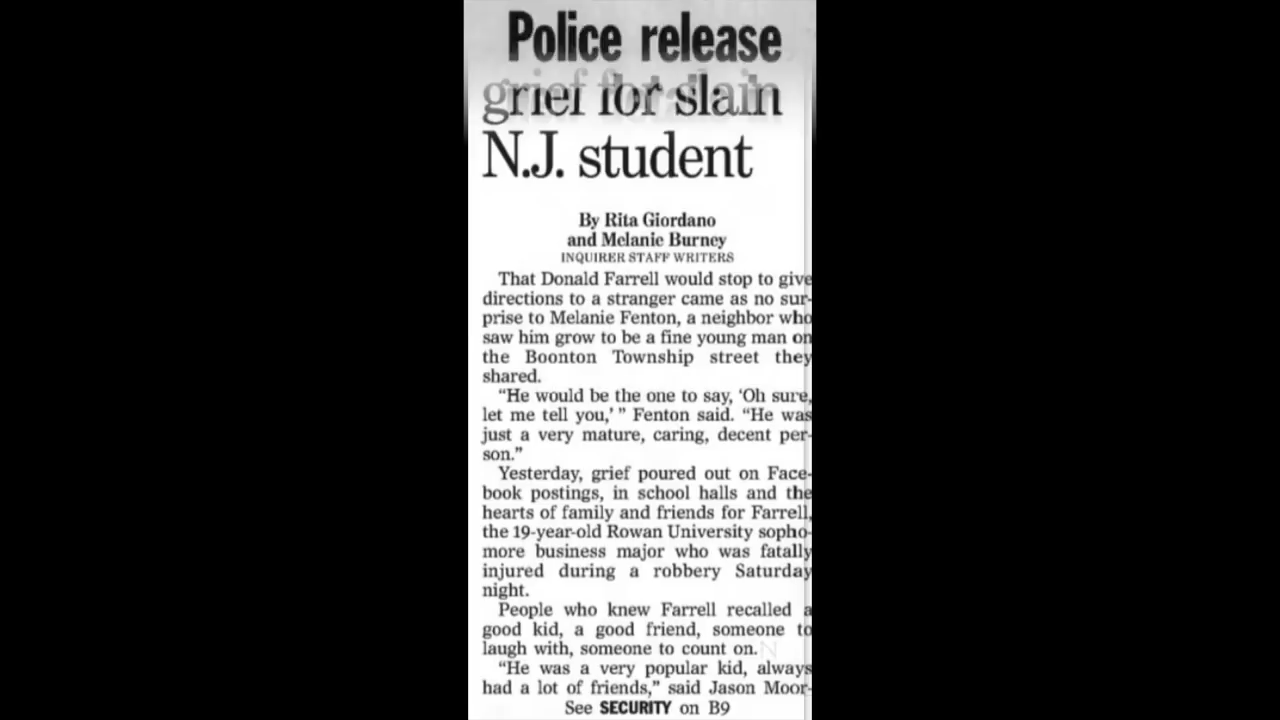 Police release
grief for slain
N.J. student
By Rita Giordano
and Melanie Burney
INQUIRER STAFF WRITERS
That Donald Farrell would stop to give
directions to a stranger came as no sur-
prise to Melanie Fenton, a neighbor who
saw him grow to be a fine young man on
the Boonton Township street they
shared.
“He would be the one to say, ‘Oh sure,
let me tell you,’ ” Fenton said. “He was
just a very mature, caring, decent per-
son.”
Yesterday, grief poured out on Face-
book postings, in school halls and the
hearts of family and friends for Farrell,
the 19-year-old Rowan University sopho-
more business major who was fatally
injured during a robbery Saturday
night.
People who knew Farrell recalled a
good kid, a good friend, someone to
laugh with, someone to count on.
“He was a very popular kid, always
had a lot of friends,” said Jason Moor-
See SECURITY on B9